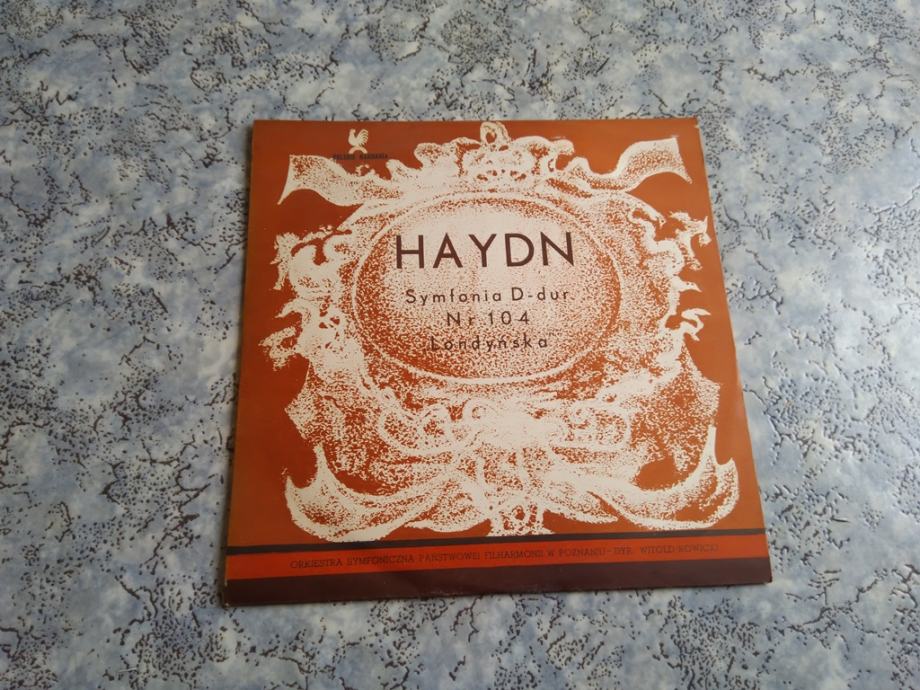 POLSKIE NAGRANIA
HAYDN
Symfonia D-dur
Nr 104
Londyńska
ORKIESTRA SYMFONICZNA PAŃSTWOWEJ FILHARMONII W POZNANIU - DYR. WITOLD ROWICKI